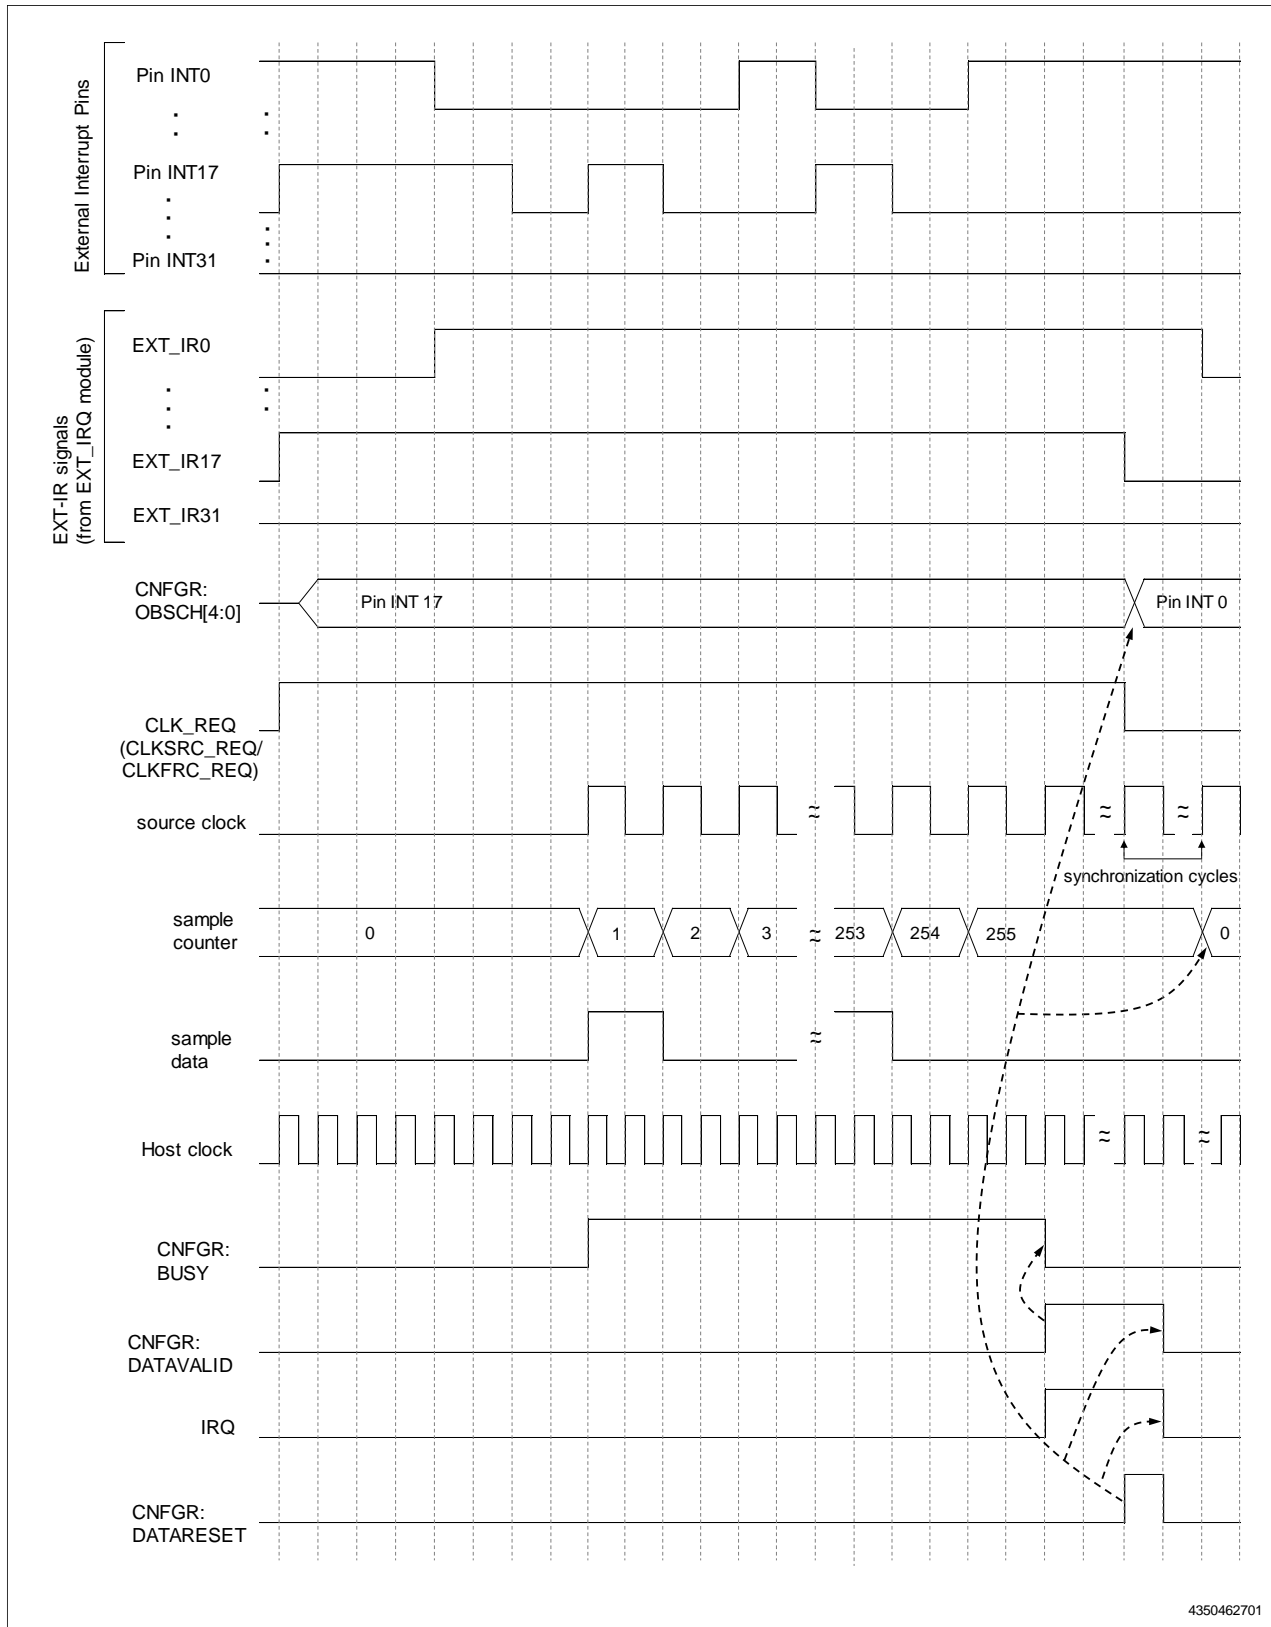 External Interrupt Pins
Pin INT0
Pin INT17
Pin INT31
EXT-IR signals
(from EXT_IRQ module)
EXT_IR0
EXT_IR17
EXT_IR31
CNFGR:
OBSCH[4:0]
Pin INT 17
Pin INT 0
CLK_REQ
(CLKSRC_REQ/
CLKFRC_REQ)
source clock
≈ ≈ ≈
synchronization cycles
sample
counter
0 1 2 3 ≈ 253 254 255 0
sample
data
≈
Host clock
≈ ≈
CNFGR:
BUSY
CNFGR:
DATAVALID
IRQ
CNFGR:
DATARESET
4350462701